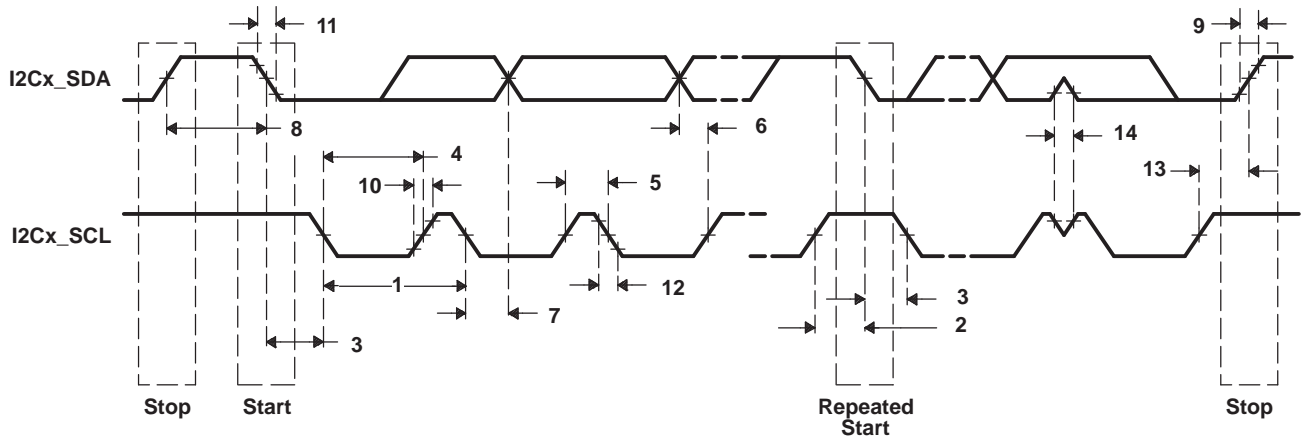 11
9
I2Cx_SDA
8
6
4
14
10
5
13
I2Cx_SCL
1
12
3
7
2
3
Stop
Start
Repeated
Start
Stop